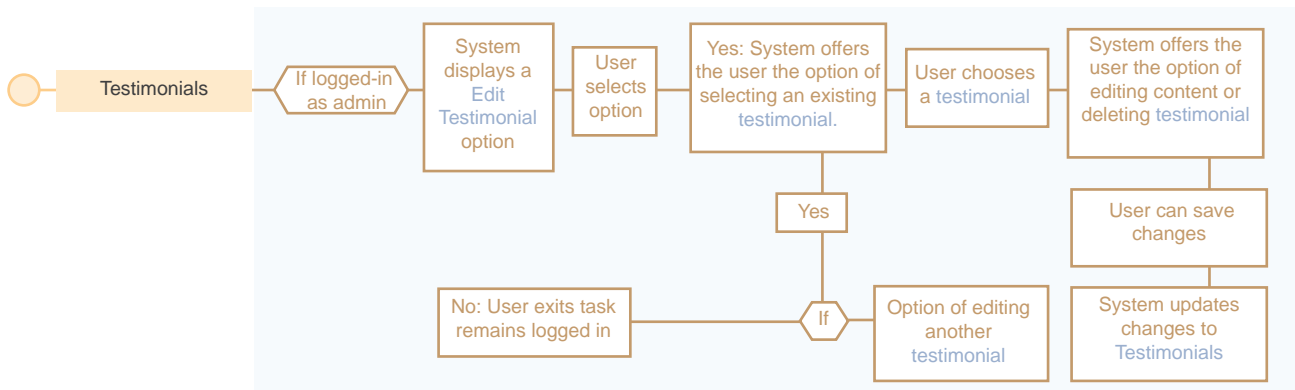 Testimonials
If logged-in
as admin
System
displays a
Edit
Testimonial
option
User
selects
option
Yes: System offers
the user the option of
selecting an existing
testimonial.
User chooses
a testimonial
System offers the
user the option of
editing content or
deleting testimonial
Yes
User can save
changes
No: User exits task
remains logged in
If
Option of editing
another
testimonial
System updates
changes to
Testimonials